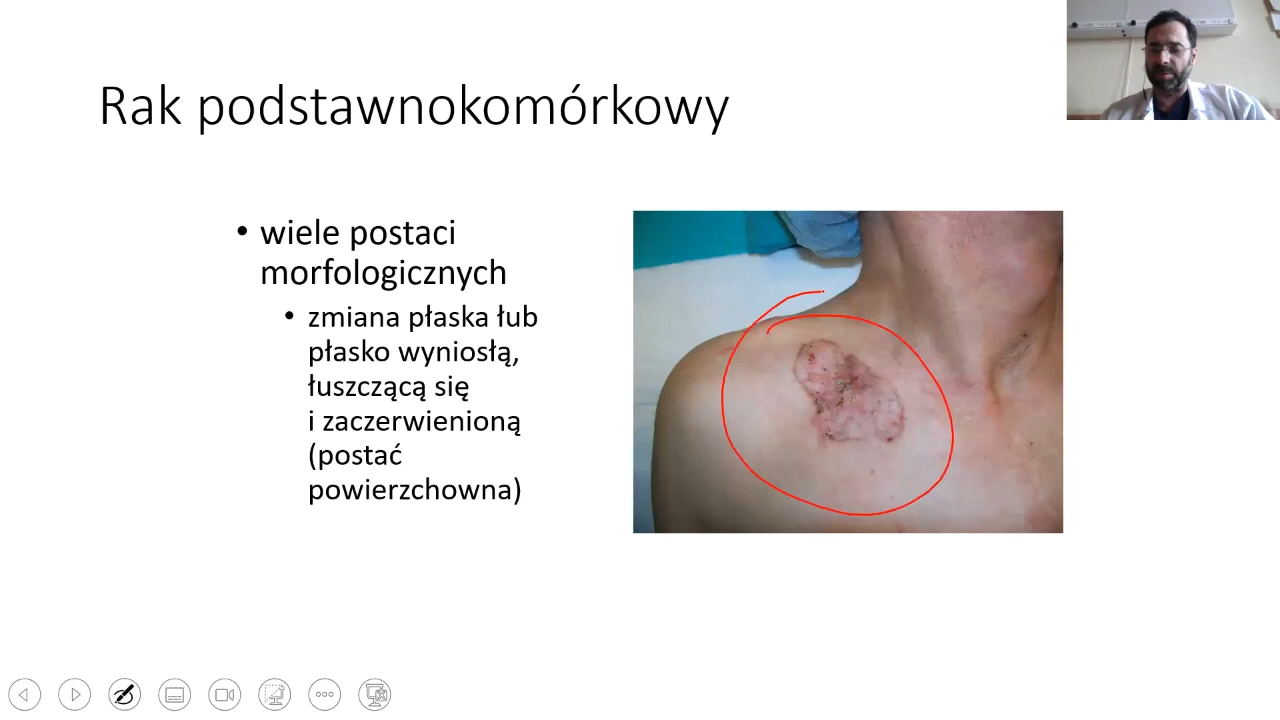 Rak podstawnokomórkowy
• wiele postaci
morfologicznych
• zmiana płaska łub
płasko wyniosłą,
łuszczącą się
i zaczerwienioną
(postać
powierzchowna)